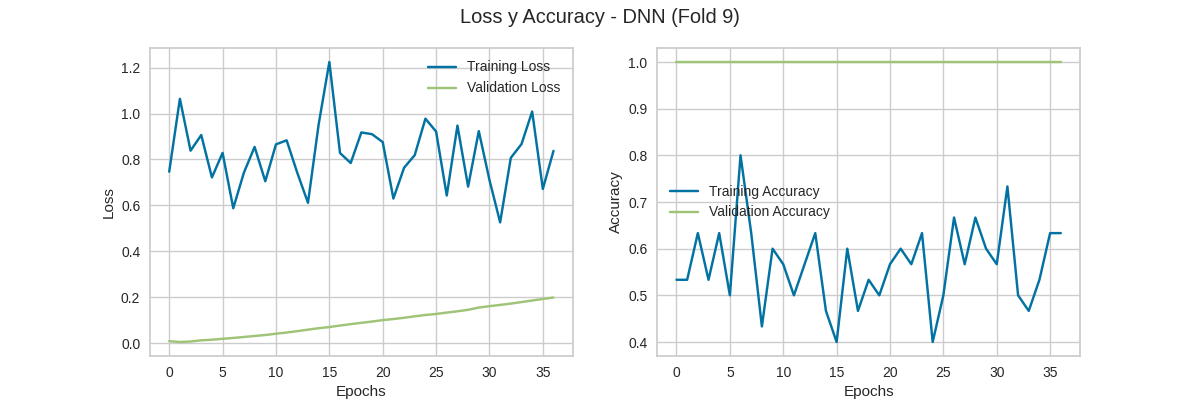 Loss y Accuracy - DNN (Fold 9)
Training Loss
Validation Loss
1.2
1.0
0.8
0.6
0.4
0.2
0.0
Loss
0 5 10 15 20 25 30 35
Epochs
Training Accuracy
Validation Accuracy
1.0
0.9
0.8
0.7
0.6
0.5
0.4
Accuracy
0 5 10 15 20 25 30 35
Epochs